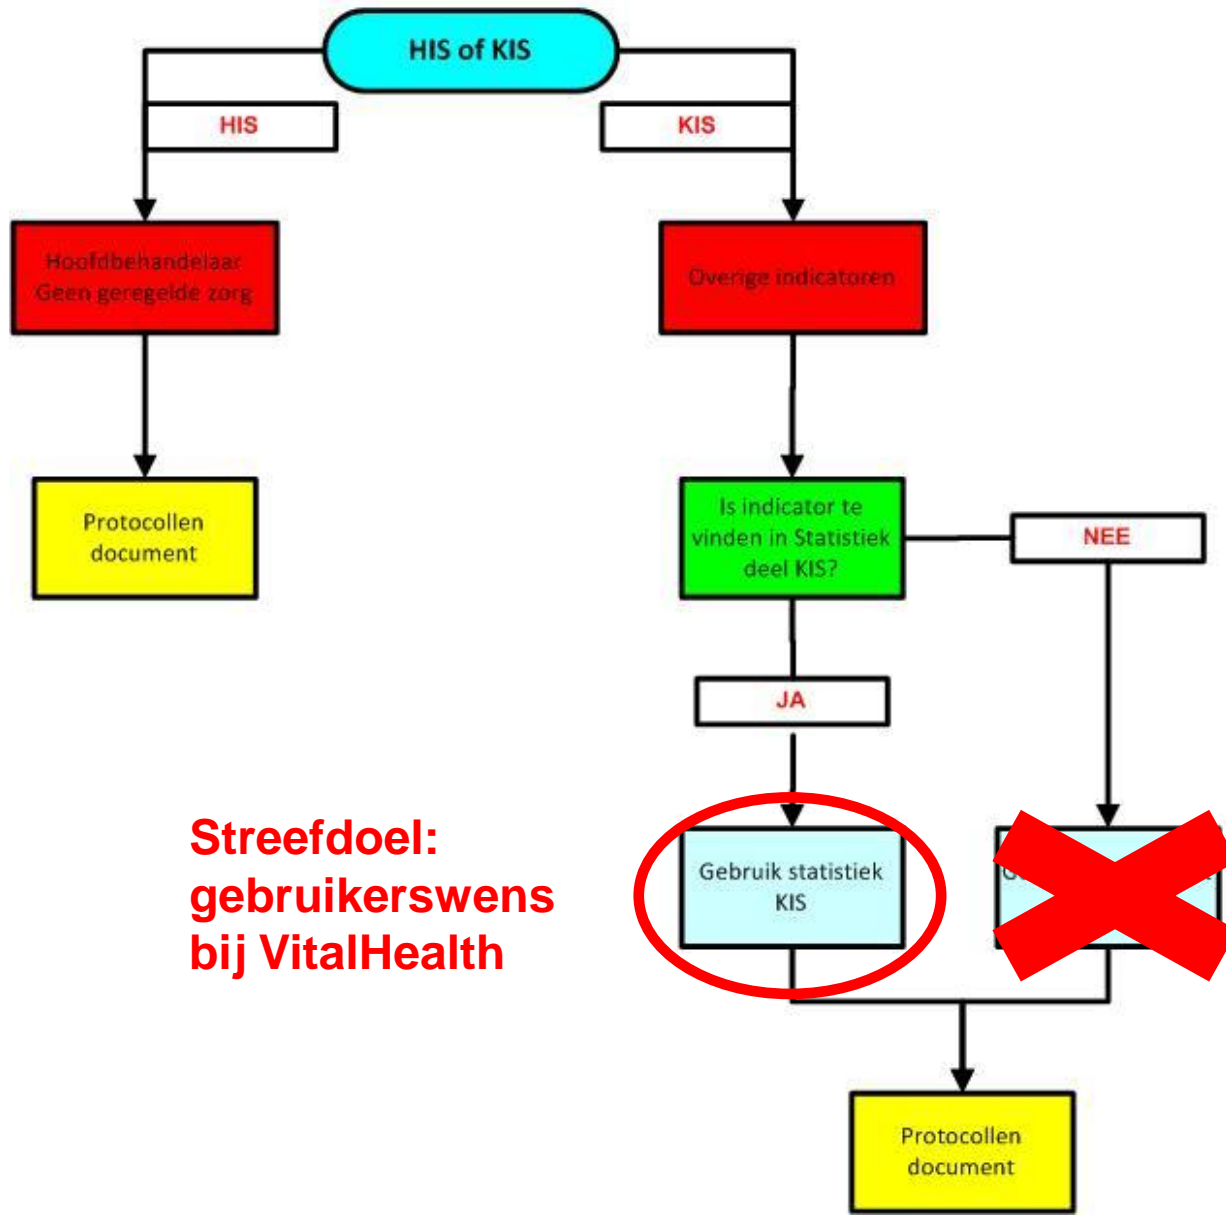 HIS of KIS
HIS
KIS
Hoofdbehandelaar
Geen geregelde zorg
Overige indicatoren
Protocollen
document
Is indicator te
vinden in Statistiek
deel KIS?
NEE
JA
Streefdoel:
gebruikerswens
bij VitalHealth
Gebruik statistiek
KIS
Protocollen
document